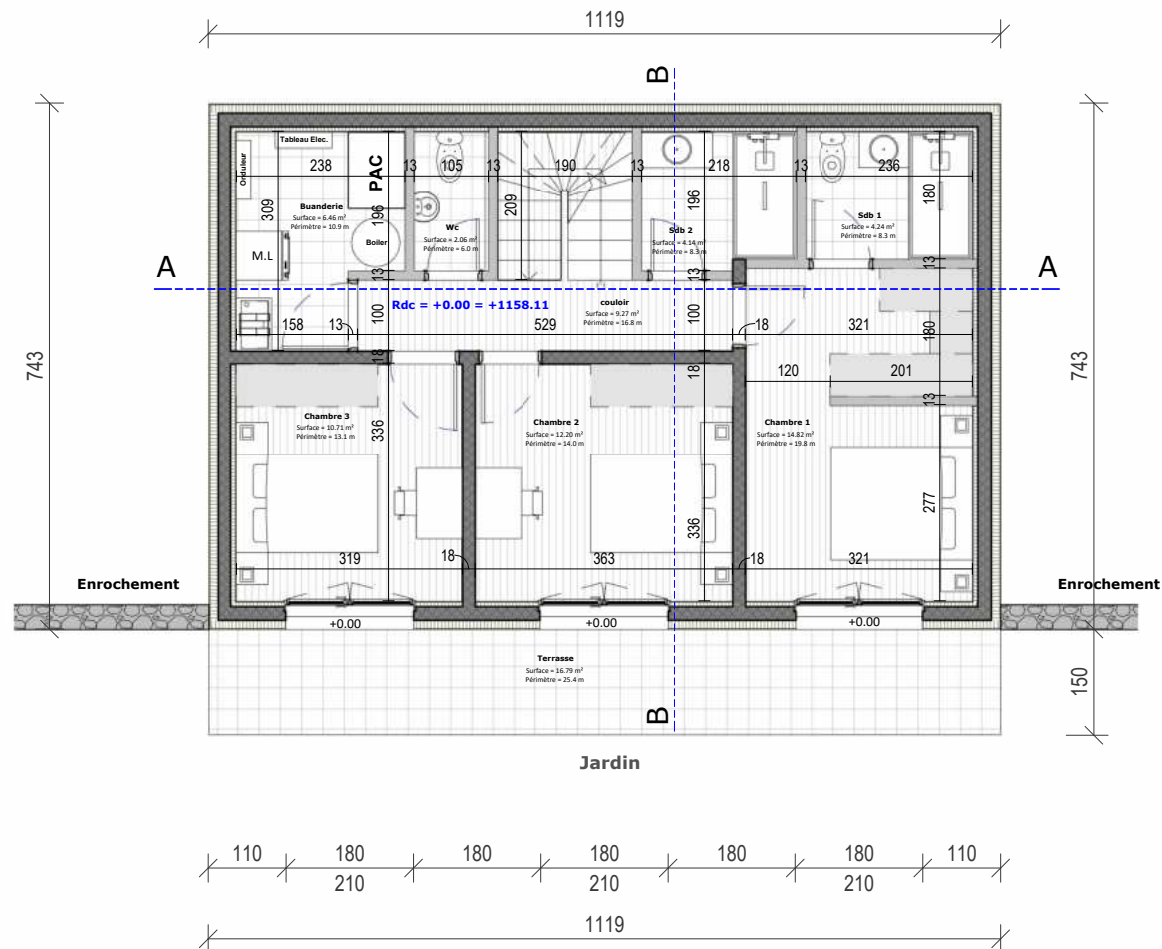 1119
B
Tableau Elec.
Onduleur
PAC
238
13
105
13
190
13
218
13
236
309
Buanderie
Surface = 6.46 m²
Périmètre = 10.9 m
196
209
196
180
Wc
Surface = 2.06 m²
Périmètre = 6.0 m
Sdb 2
Surface = 4.14 m²
Périmètre = 8.3 m
Sdb 1
Surface = 4.24 m²
Périmètre = 8.3 m
Boiler
M.L
A
A
13
13
13
Rdc = +0.00 = +1158.11
couloir
Surface = 9.27 m²
Périmètre = 16.8 m
100
100
158
13
529
18
321
180
743
743
18
18
120
201
13
Chambre 3
Surface = 10.71 m²
Périmètre = 13.1 m
336
Chambre 2
Surface = 12.20 m²
Périmètre = 14.0 m
Chambre 1
Surface = 14.82 m²
Périmètre = 19.8 m
336
277
319
18
363
18
321
Enrochement
Enrochement
+0.00
+0.00
+0.00
Terrasse
Surface = 16.79 m²
Périmètre = 25.4 m
150
B
Jardin
110
180
180
180
180
180
110
210
210
210
1119